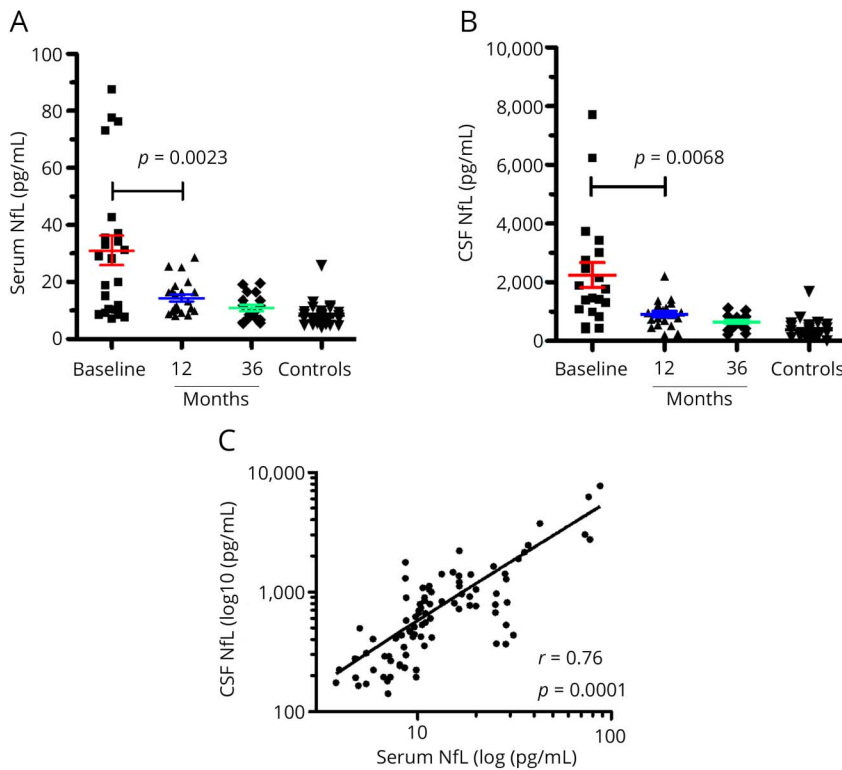 A
Serum NfL (pg/mL)
100
80
60
40
20
0
p = 0.0023
Baseline 12 36 Controls
Months
B
CSF NfL (pg/mL)
10,000
8,000
6,000
4,000
2,000
0
p = 0.0068
Baseline 12 36 Controls
Months
C
CSF NfL (log10 (pg/mL)
10,000
1,000
100
r = 0.76
p = 0.0001
10 100
Serum NfL (log (pg/mL)